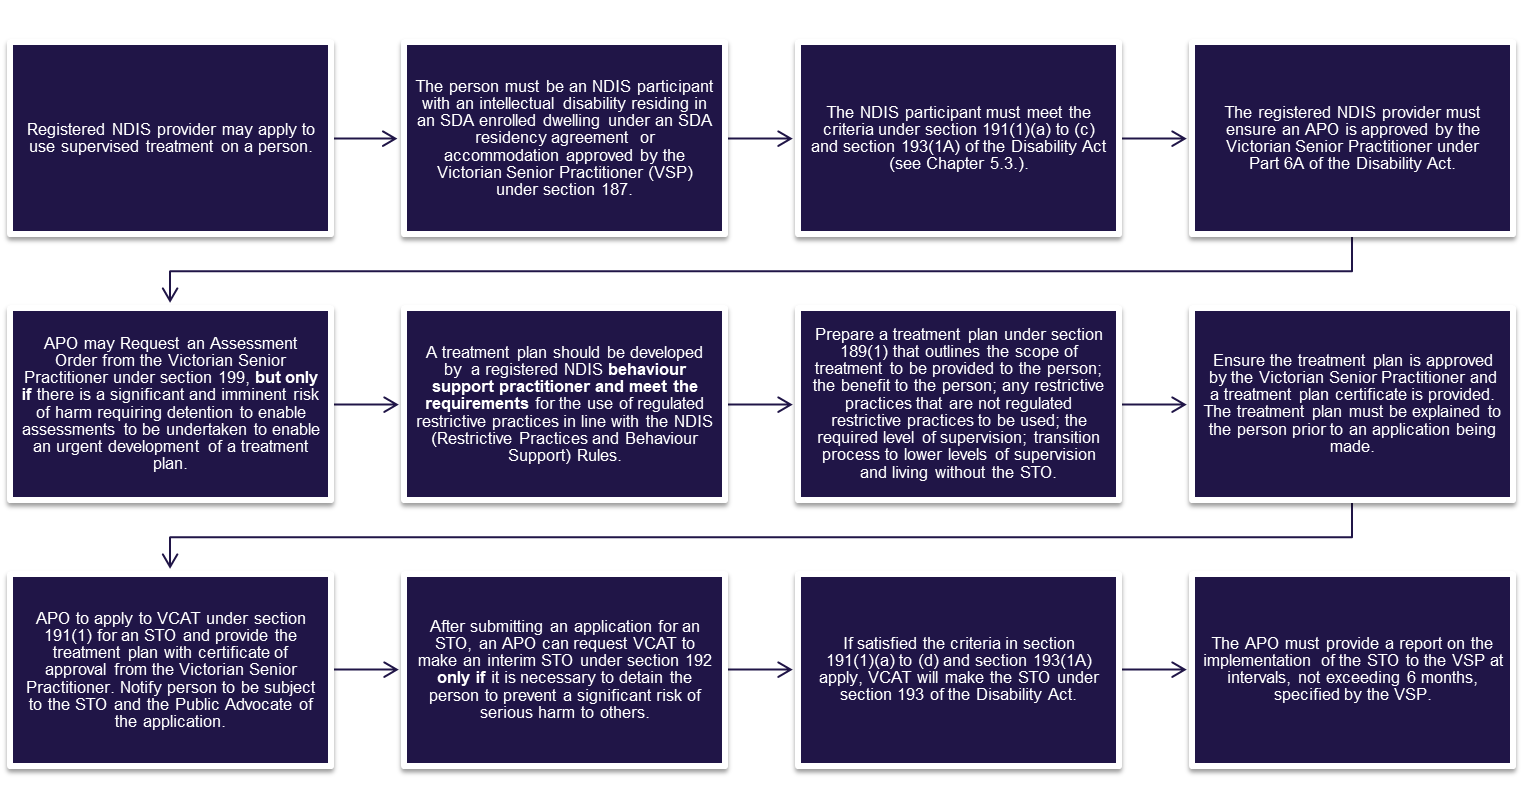 Registered NDIS provider may apply to
use supervised treatment on a person.
The person must be an NDIS participant
with an intellectual disability residing in
an SDA enrolled dwelling under an SDA
residency agreement or
accommodation approved by the
Victorian Senior Practitioner (VSP)
under section 187.
The NDIS participant must meet the
criteria under section 191(1)(a) to (c)
and section 193(1A) of the Disability Act
(see Chapter 5.3.).
The registered NDIS provider must
ensure an APO is approved by the
Victorian Senior Practitioner under
Part 6A of the Disability Act.
APO may Request an Assessment
Order from the Victorian Senior
Practitioner under section 199, but only
if there is a significant and imminent risk
of harm requiring detention to enable
assessments to be undertaken to enable
an urgent development of a treatment
plan.
A treatment plan should be developed
by a registered NDIS behaviour
support practitioner and meet the
requirements for the use of regulated
restrictive practices in line with the NDIS
(Restrictive Practices and Behaviour
Support) Rules.
Prepare a treatment plan under section
189(1) that outlines the scope of
treatment to be provided to the person;
the benefit to the person; any restrictive
practices that are not regulated
restrictive practices to be used; the
required level of supervision; transition
process to lower levels of supervision
and living without the STO.
Ensure the treatment plan is approved
by the Victorian Senior Practitioner and
a treatment plan certificate is provided.
The treatment plan must be explained to
the person prior to an application being
made.
APO to apply to VCAT under section
191(1) for an STO and provide the
treatment plan with certificate of
approval from the Victorian Senior
Practitioner. Notify person to be subject
to the STO and the Public Advocate of
the application.
After submitting an application for an
STO, an APO can request VCAT to
make an interim STO under section 192
only if it is necessary to detain the
person to prevent a significant risk of
serious harm to others.
If satisfied the criteria in section
191(1)(a) to (d) and section 193(1A)
apply, VCAT will make the STO under
section 193 of the Disability Act.
The APO must provide a report on the
implementation of the STO to the VSP at
intervals, not exceeding 6 months,
specified by the VSP.